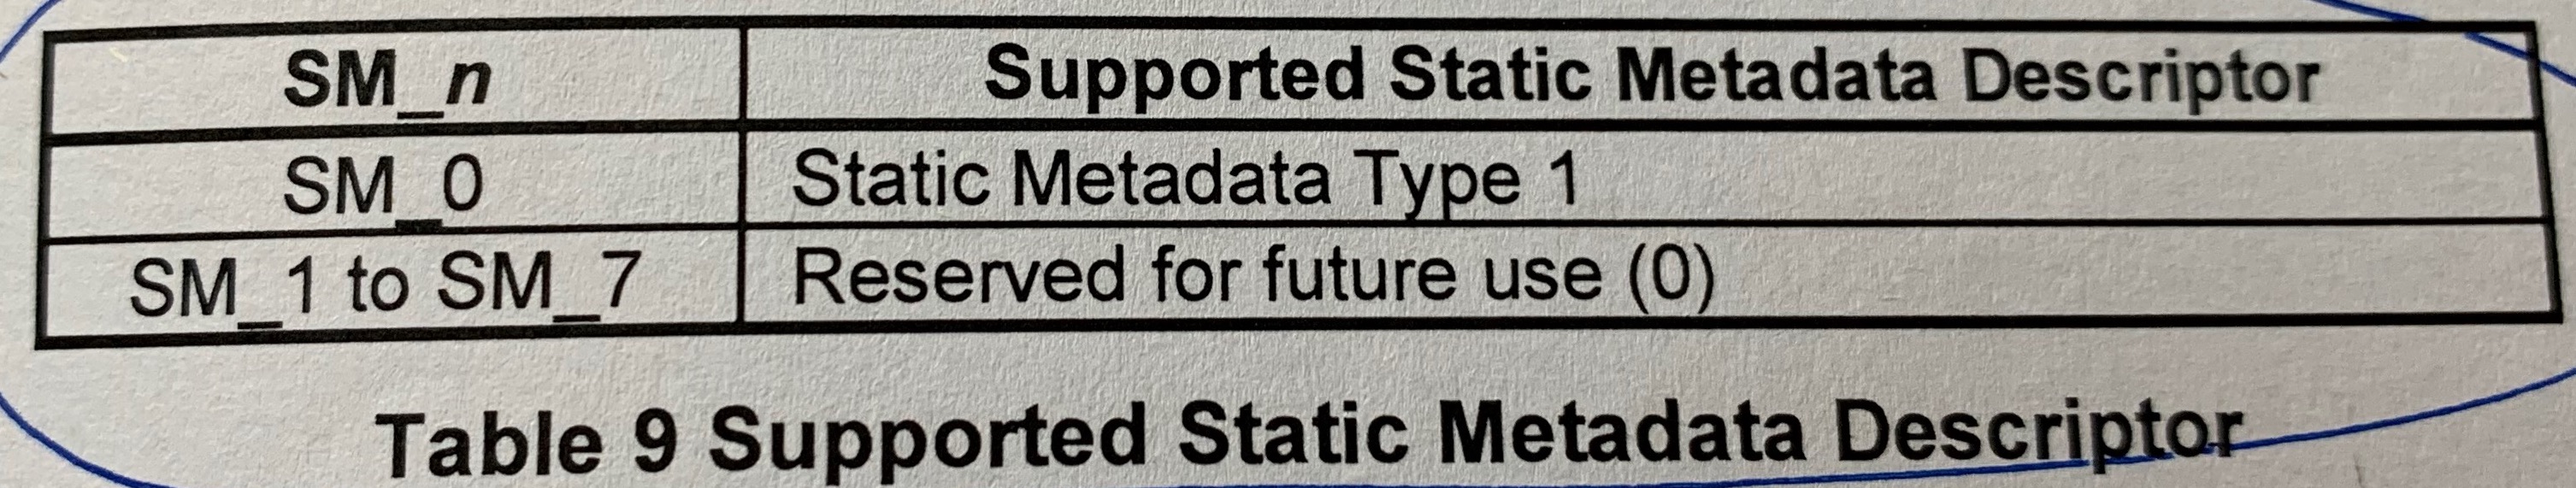 SM_n Supported Static Metadata Descriptor
SM_0 Static Metadata Type 1
SM_1 to SM_7 Reserved for future use (0)
Table 9 Supported Static Metadata Descriptor